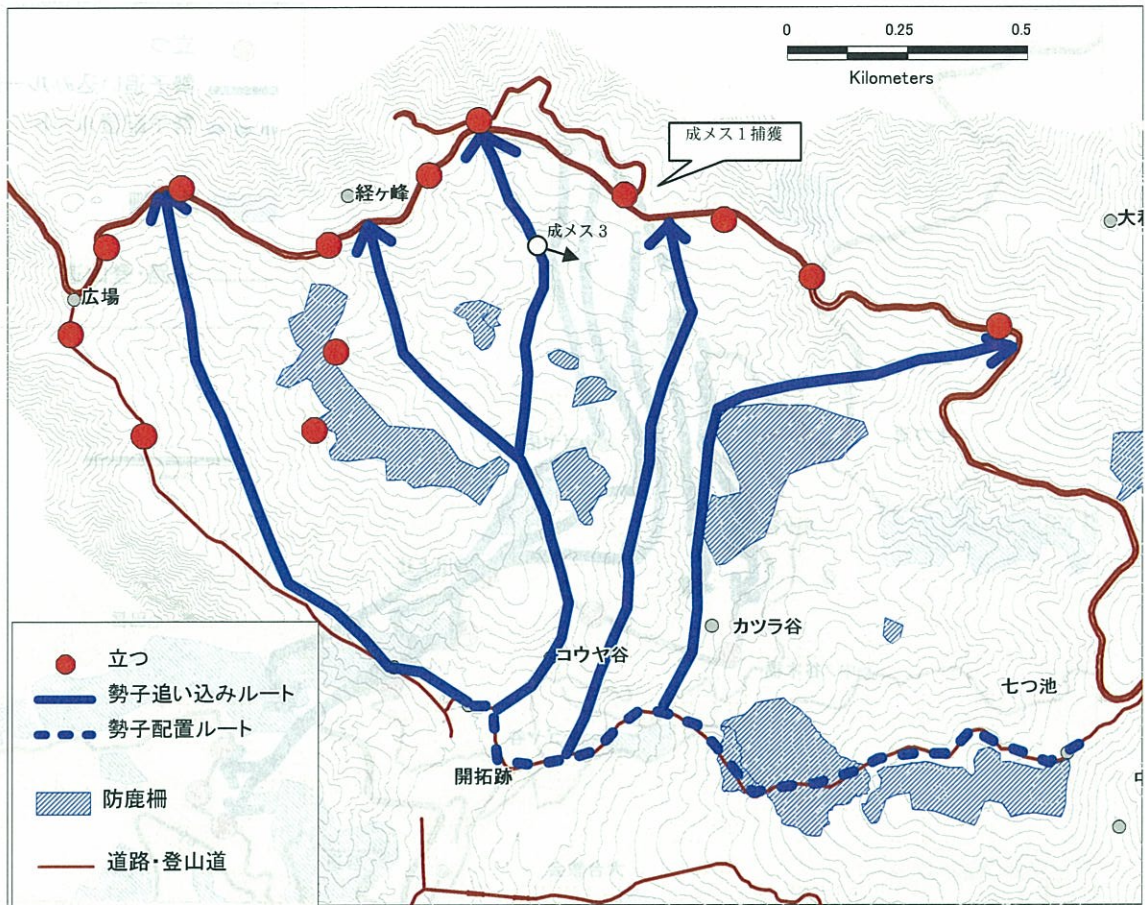 0 0.25 0.5
Kilometers
成メス1捕獲
経ヶ峰
成メス3
広場
カツラ谷
コウヤ谷
七つ池
開拓跡
立つ
勢子追い込みルート
勢子配置ルート
防鹿柵
道路・登山道